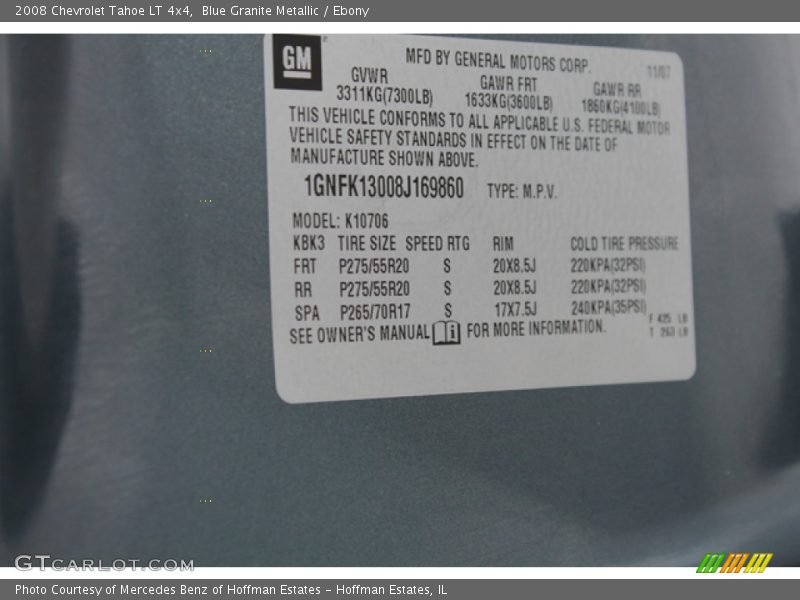 2008 Chevrolet Tahoe LT 4x4, Blue Granite Metallic / Ebony
GM
MFD BY GENERAL MOTORS CORP. 11/07
GVWR GAWR FRT GAWR RR
3311KG(7300LB) 1633KG(3600LB) 1860KG(4100LB)
THIS VEHICLE CONFORMS TO ALL APPLICABLE U.S. FEDERAL MOTOR
VEHICLE SAFETY STANDARDS IN EFFECT ON THE DATE OF
MANUFACTURE SHOWN ABOVE.
1GNFK13008J169860 TYPE: M.P.V.
MODEL: K10706
KBK3 TIRE SIZE SPEED RTG RIM COLD TIRE PRESSURE
FRT P275/55R20 S 20X8.5J 220KPA(32PSI)
RR P275/55R20 S 20X8.5J 220KPA(32PSI)
SPA P265/70R17 S 17X7.5J 240KPA(35PSI)
SEE OWNER'S MANUAL i FOR MORE INFORMATION.
F 425 LB
T 263 LB
GTCARLOT.COM
Photo Courtesy of Mercedes Benz of Hoffman Estates - Hoffman Estates, IL